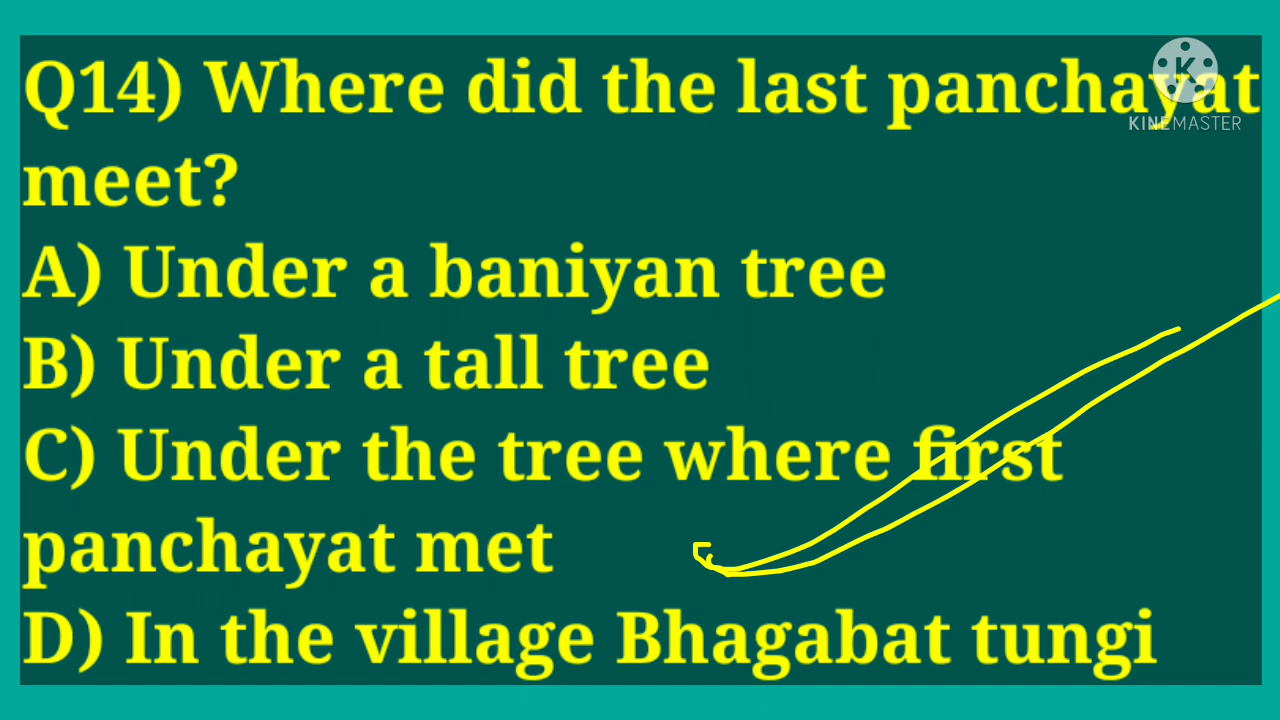 Q14) Where did the last panchayat
KINEMASTER
meet?
A) Under a baniyan tree
B) Under a tall tree
C) Under the tree where first
panchayat met
D) In the village Bhagabat tungi